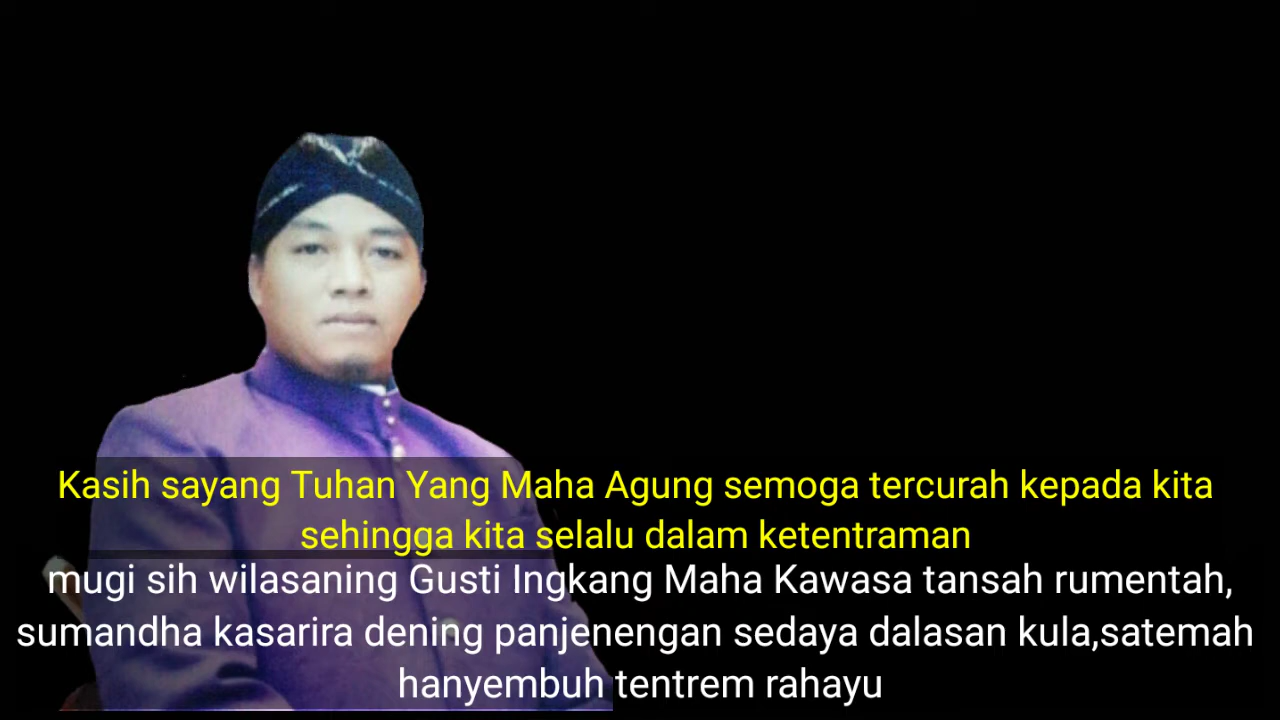 Kasih sayang Tuhan Yang Maha Agung semoga tercurah kepada kita
sehingga kita selalu dalam ketentraman
mugi sih wilasaning Gusti Ingkang Maha Kawasa tansah rumentah,
sumandha kasarira dening panjenengan sedaya dalasan kula,satemah
hanyembuh tentrem rahayu